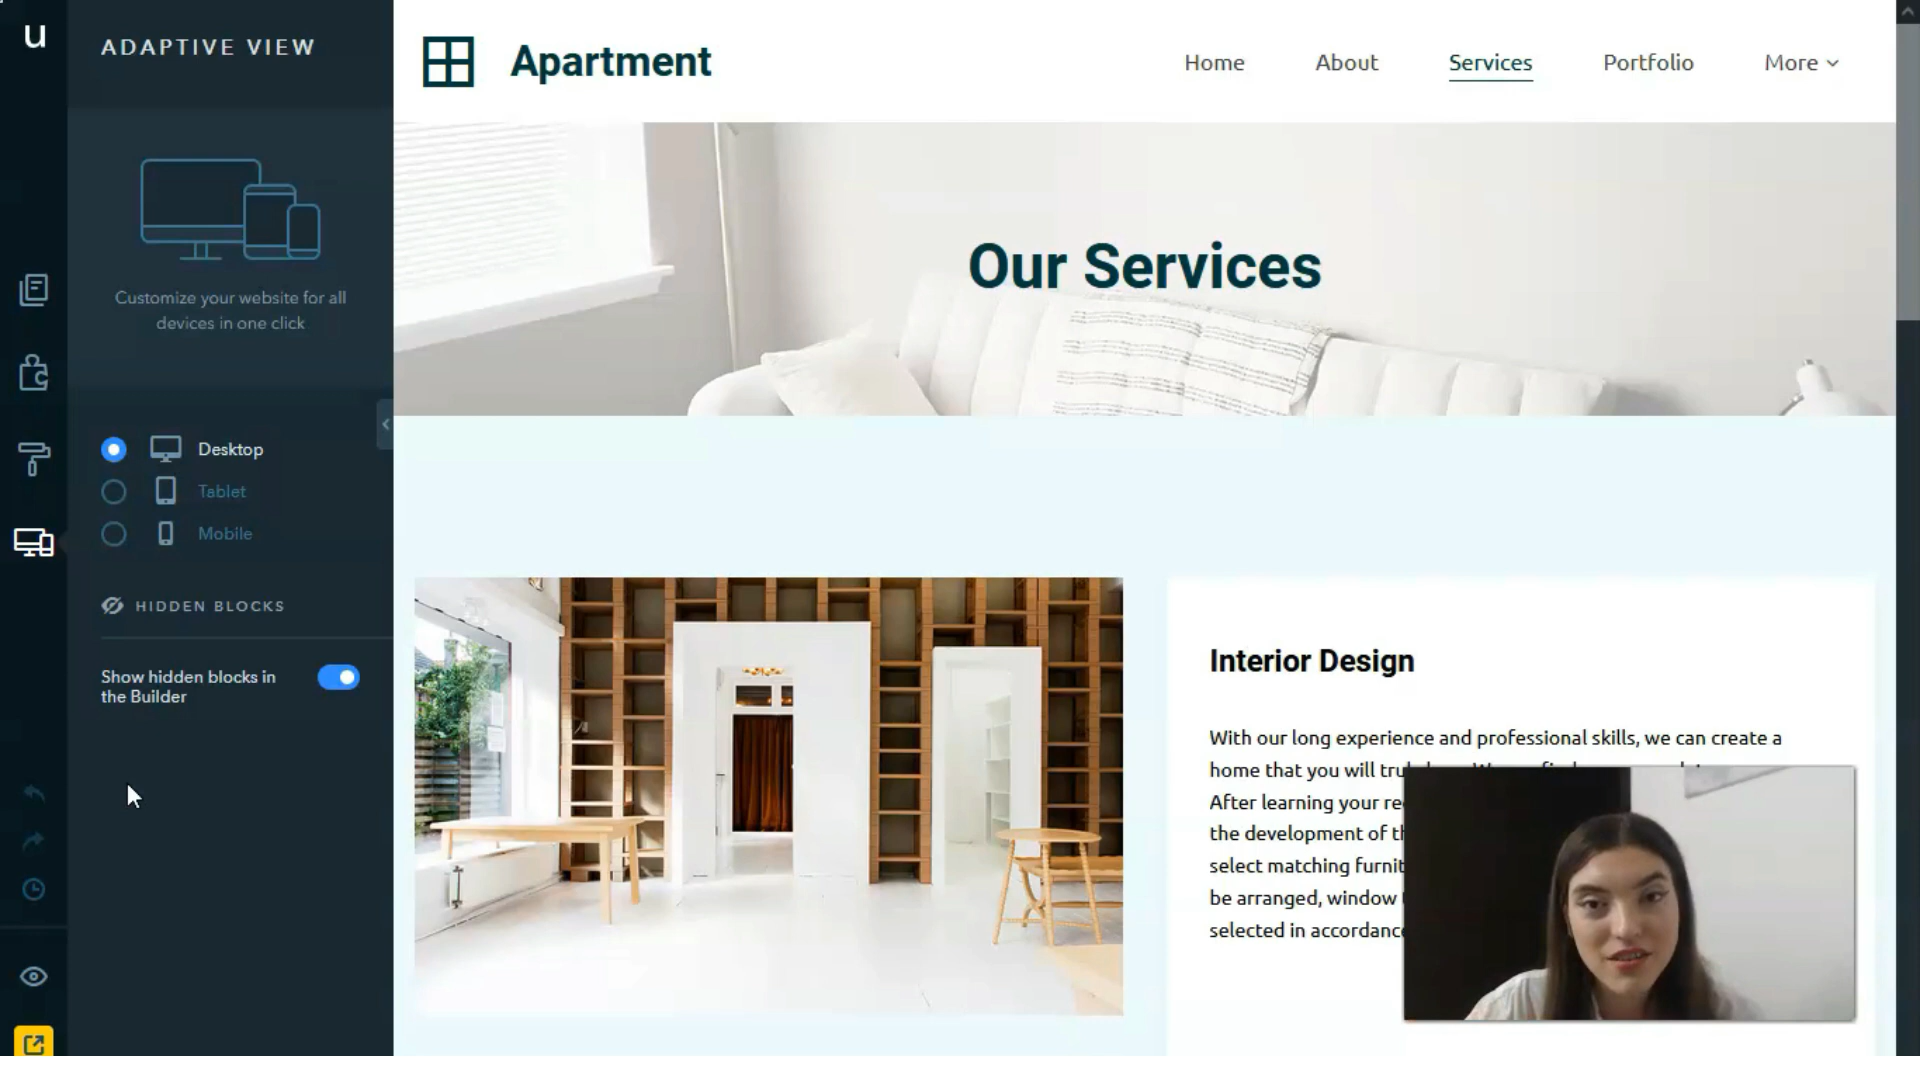 u
ADAPTIVE VIEW
Customize your website for all
devices in one click
Desktop
Tablet
Mobile
HIDDEN BLOCKS
Show hidden blocks in
the Builder
Apartment
Home
About
Services
Portfolio
More
Our Services
Interior Design
With our long experience and professional skills, we can create a
home that you will
After learning your
the development of
select matching
be arranged, window
selected in